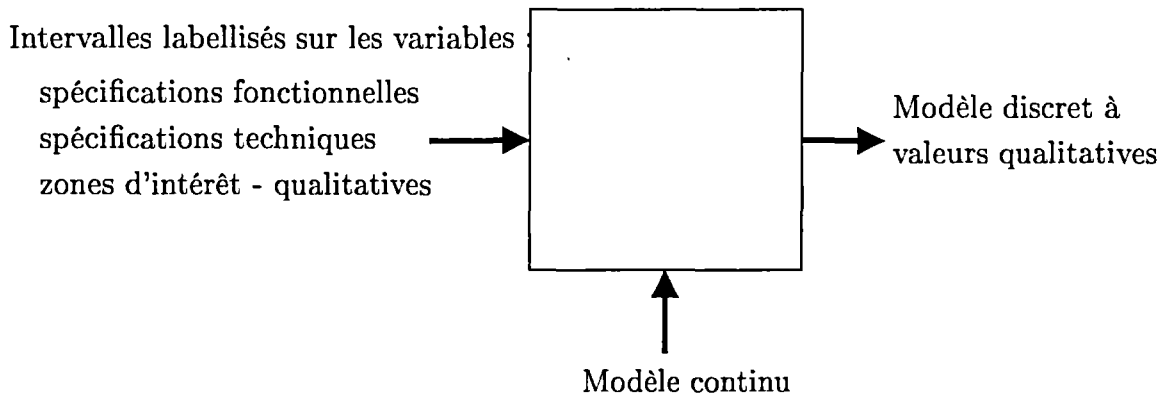 Intervalles labellisés sur les variables :
spécifications fonctionnelles
spécifications techniques
zones d'intérêt - qualitatives
Modèle discret à
valeurs qualitatives
Modèle continu